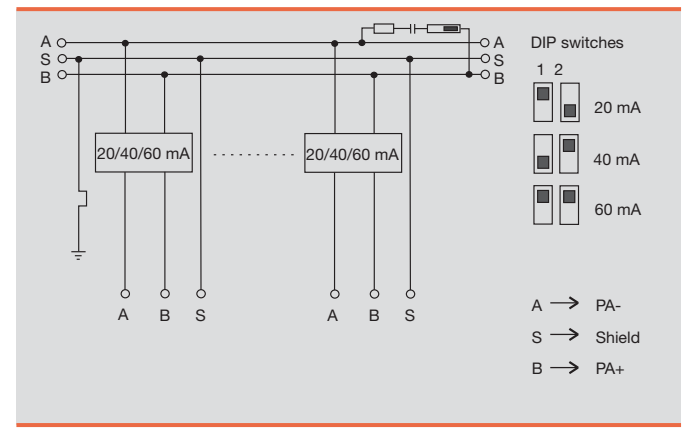 A A DIP switches
S S
B B 1 2
20 mA
20/40/60 mA 20/40/60 mA
40 mA
60 mA
A B S A B S
A → PA-
S → Shield
B → PA+